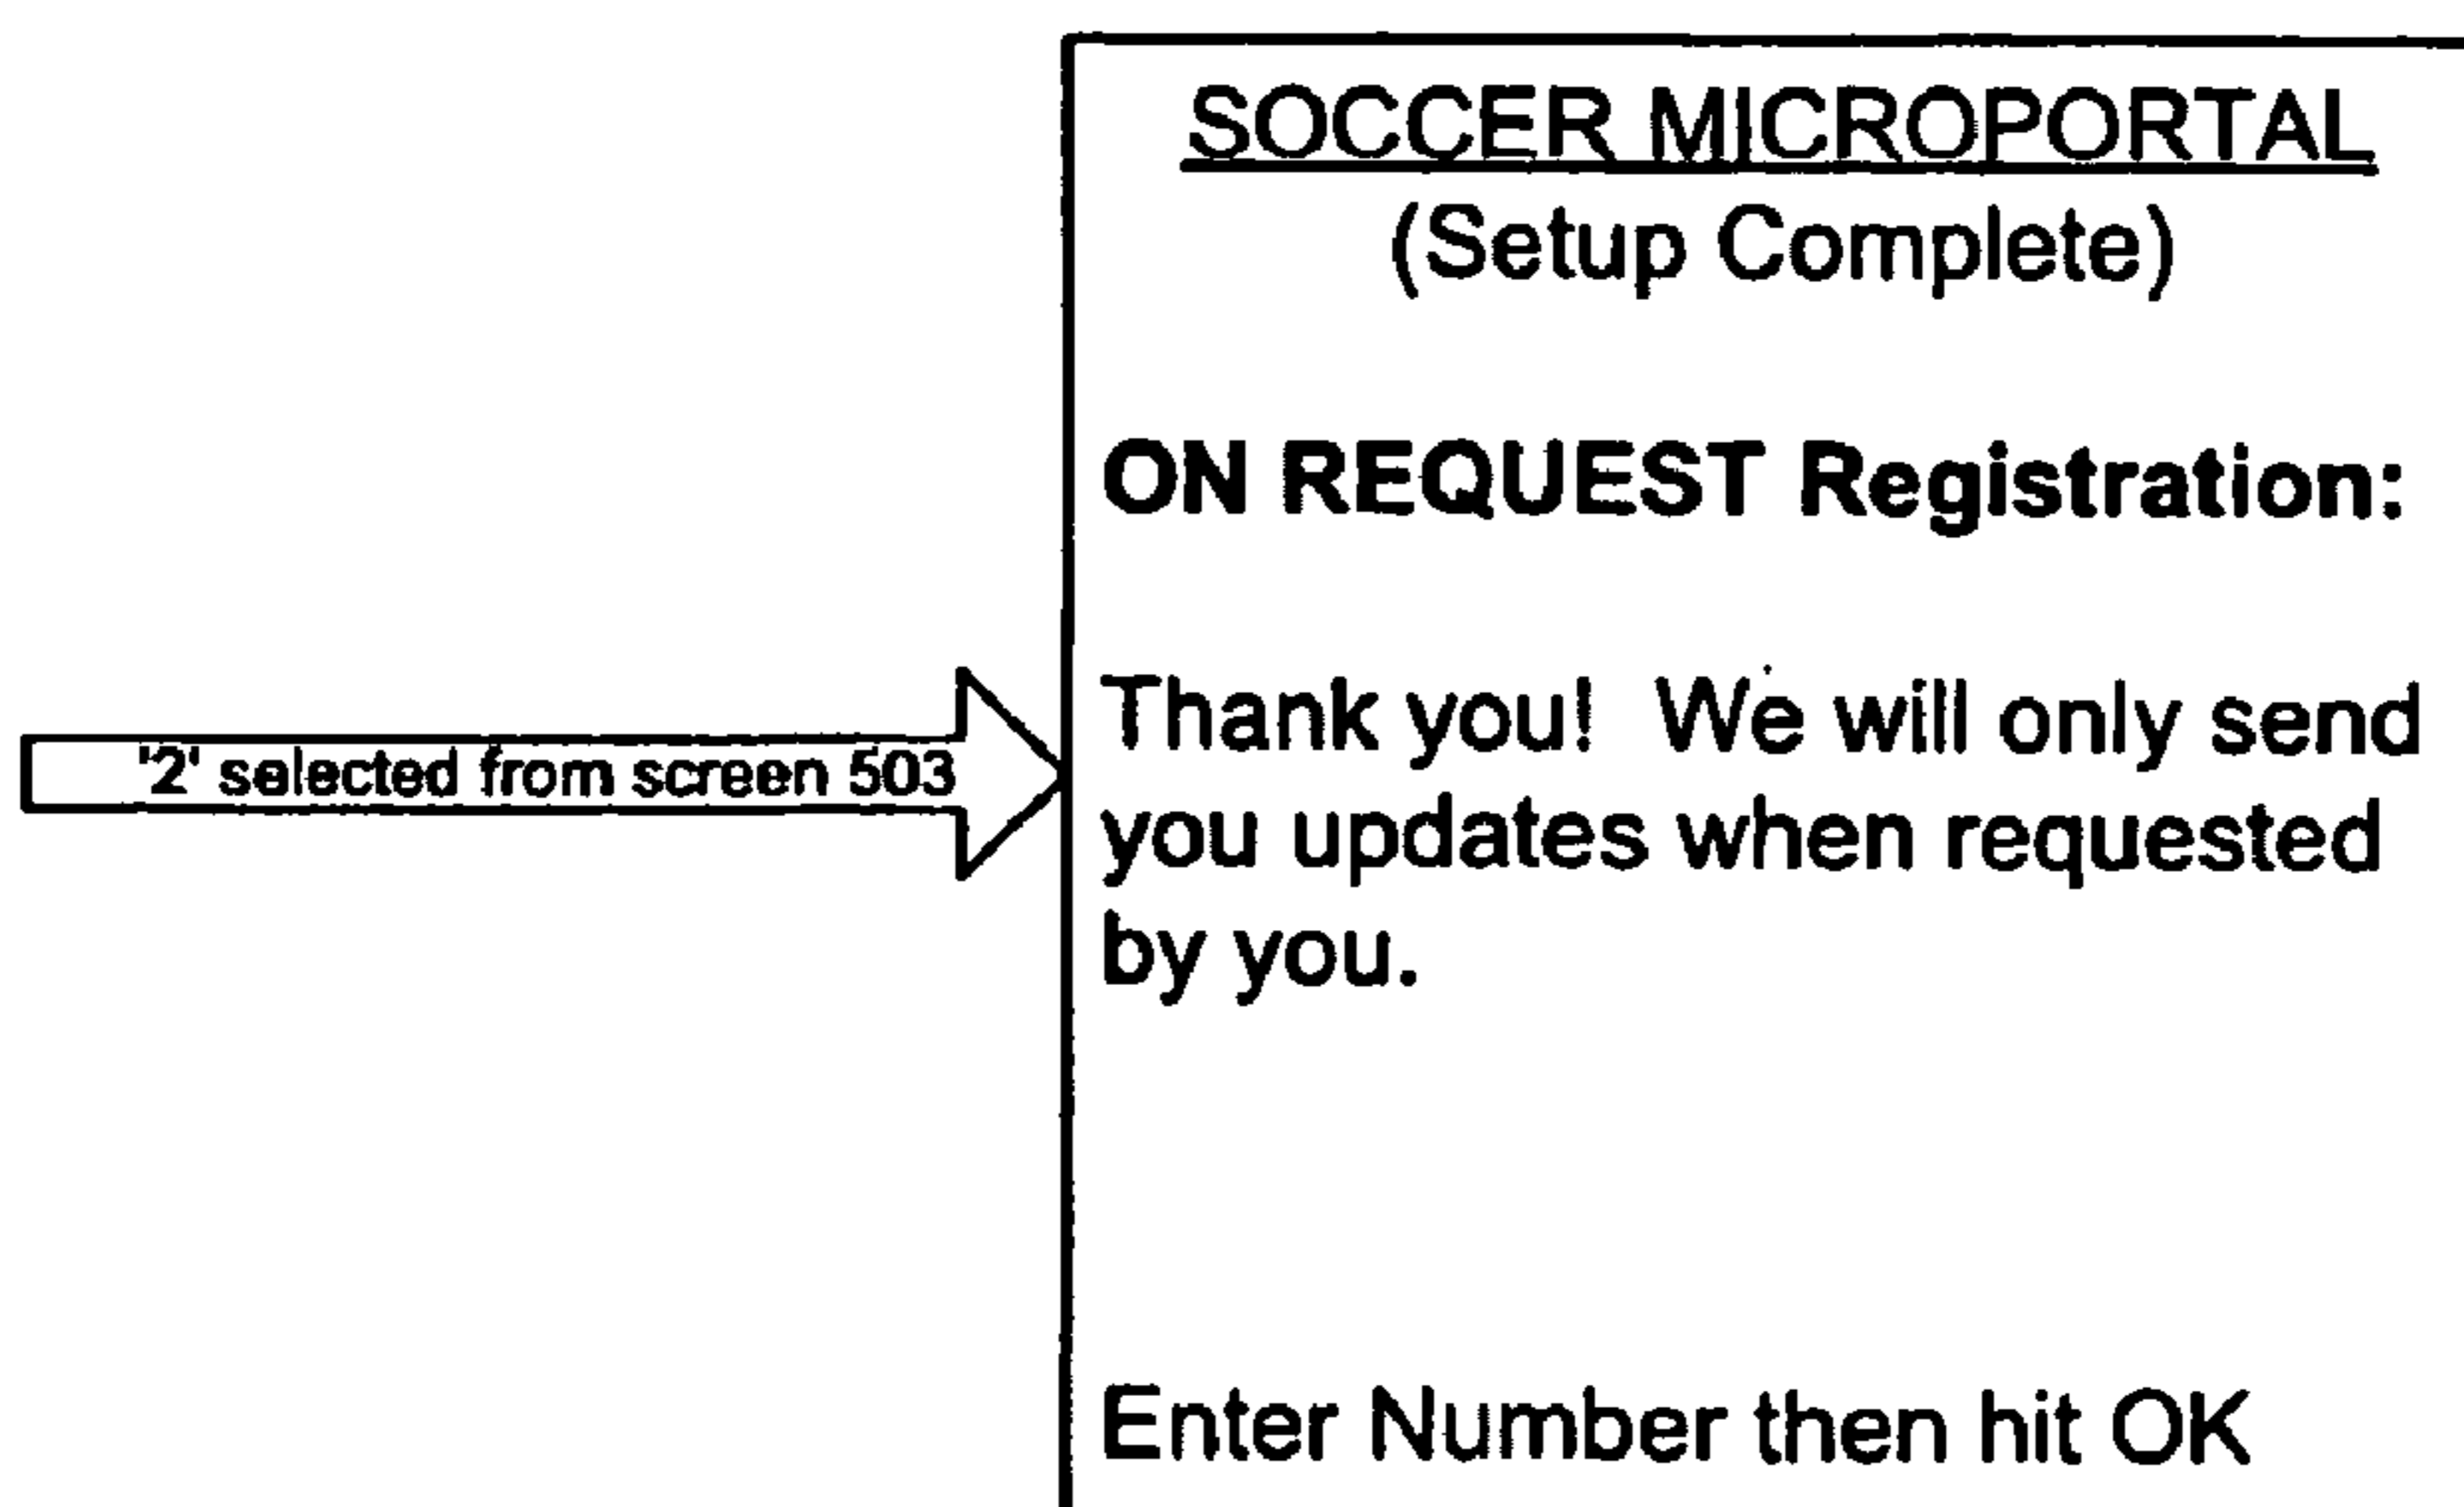 SOCCER MICROPORTAL
(Setup Complete)
ON REQUEST Registration:
Thank you! We will only send
'2' selected from screen 503
you updates when requested
by you.
Enter Number then hit OK